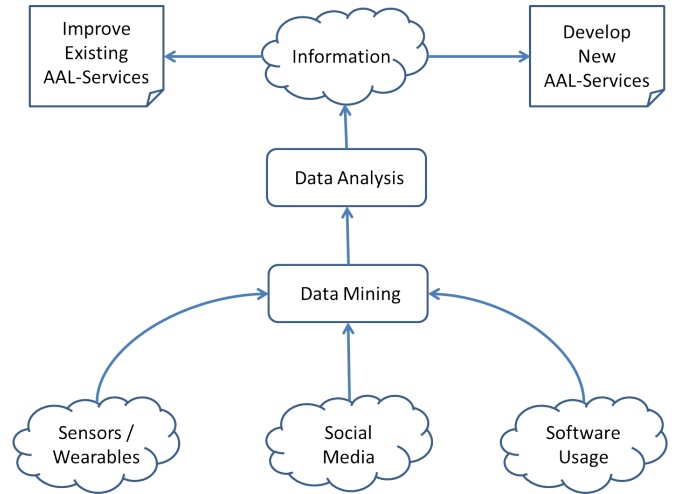 Improve
Existing
AAL-Services
Information
Develop
New
AAL-Services
Data Analysis
Data Mining
Sensors /
Wearables
Social
Media
Software
Usage